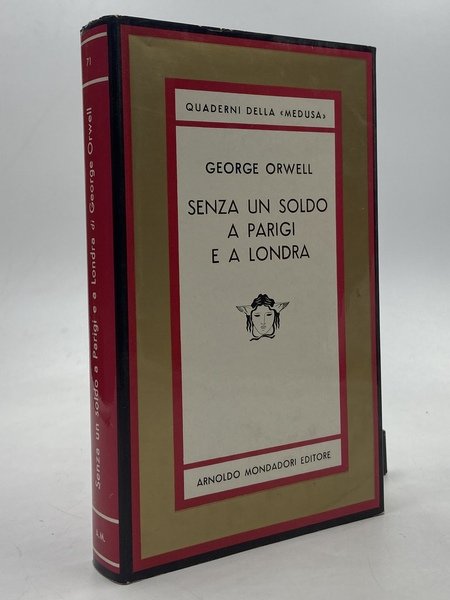 71
Senza un soldo a Parigi e a Londra di George Orwell
A.M.
QUADERNI DELLA «MEDUSA»
GEORGE ORWELL
SENZA UN SOLDO
A PARIGI
E A LONDRA
ARNOLDO MONDADORI EDITORE